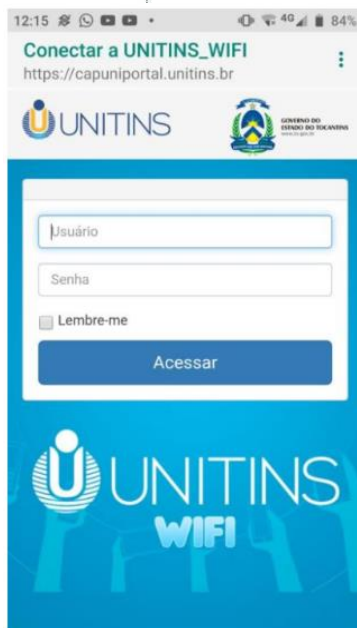 12:15 4G 84%
Conectar a UNITINS_WIFI
https://capuniportal.unitins.br
UNITINS
GOVERNO DO
ESTADO DO TOCANTINS
Usuário
Senha
Lembre-me
Acessar
UNITINS
WIFI